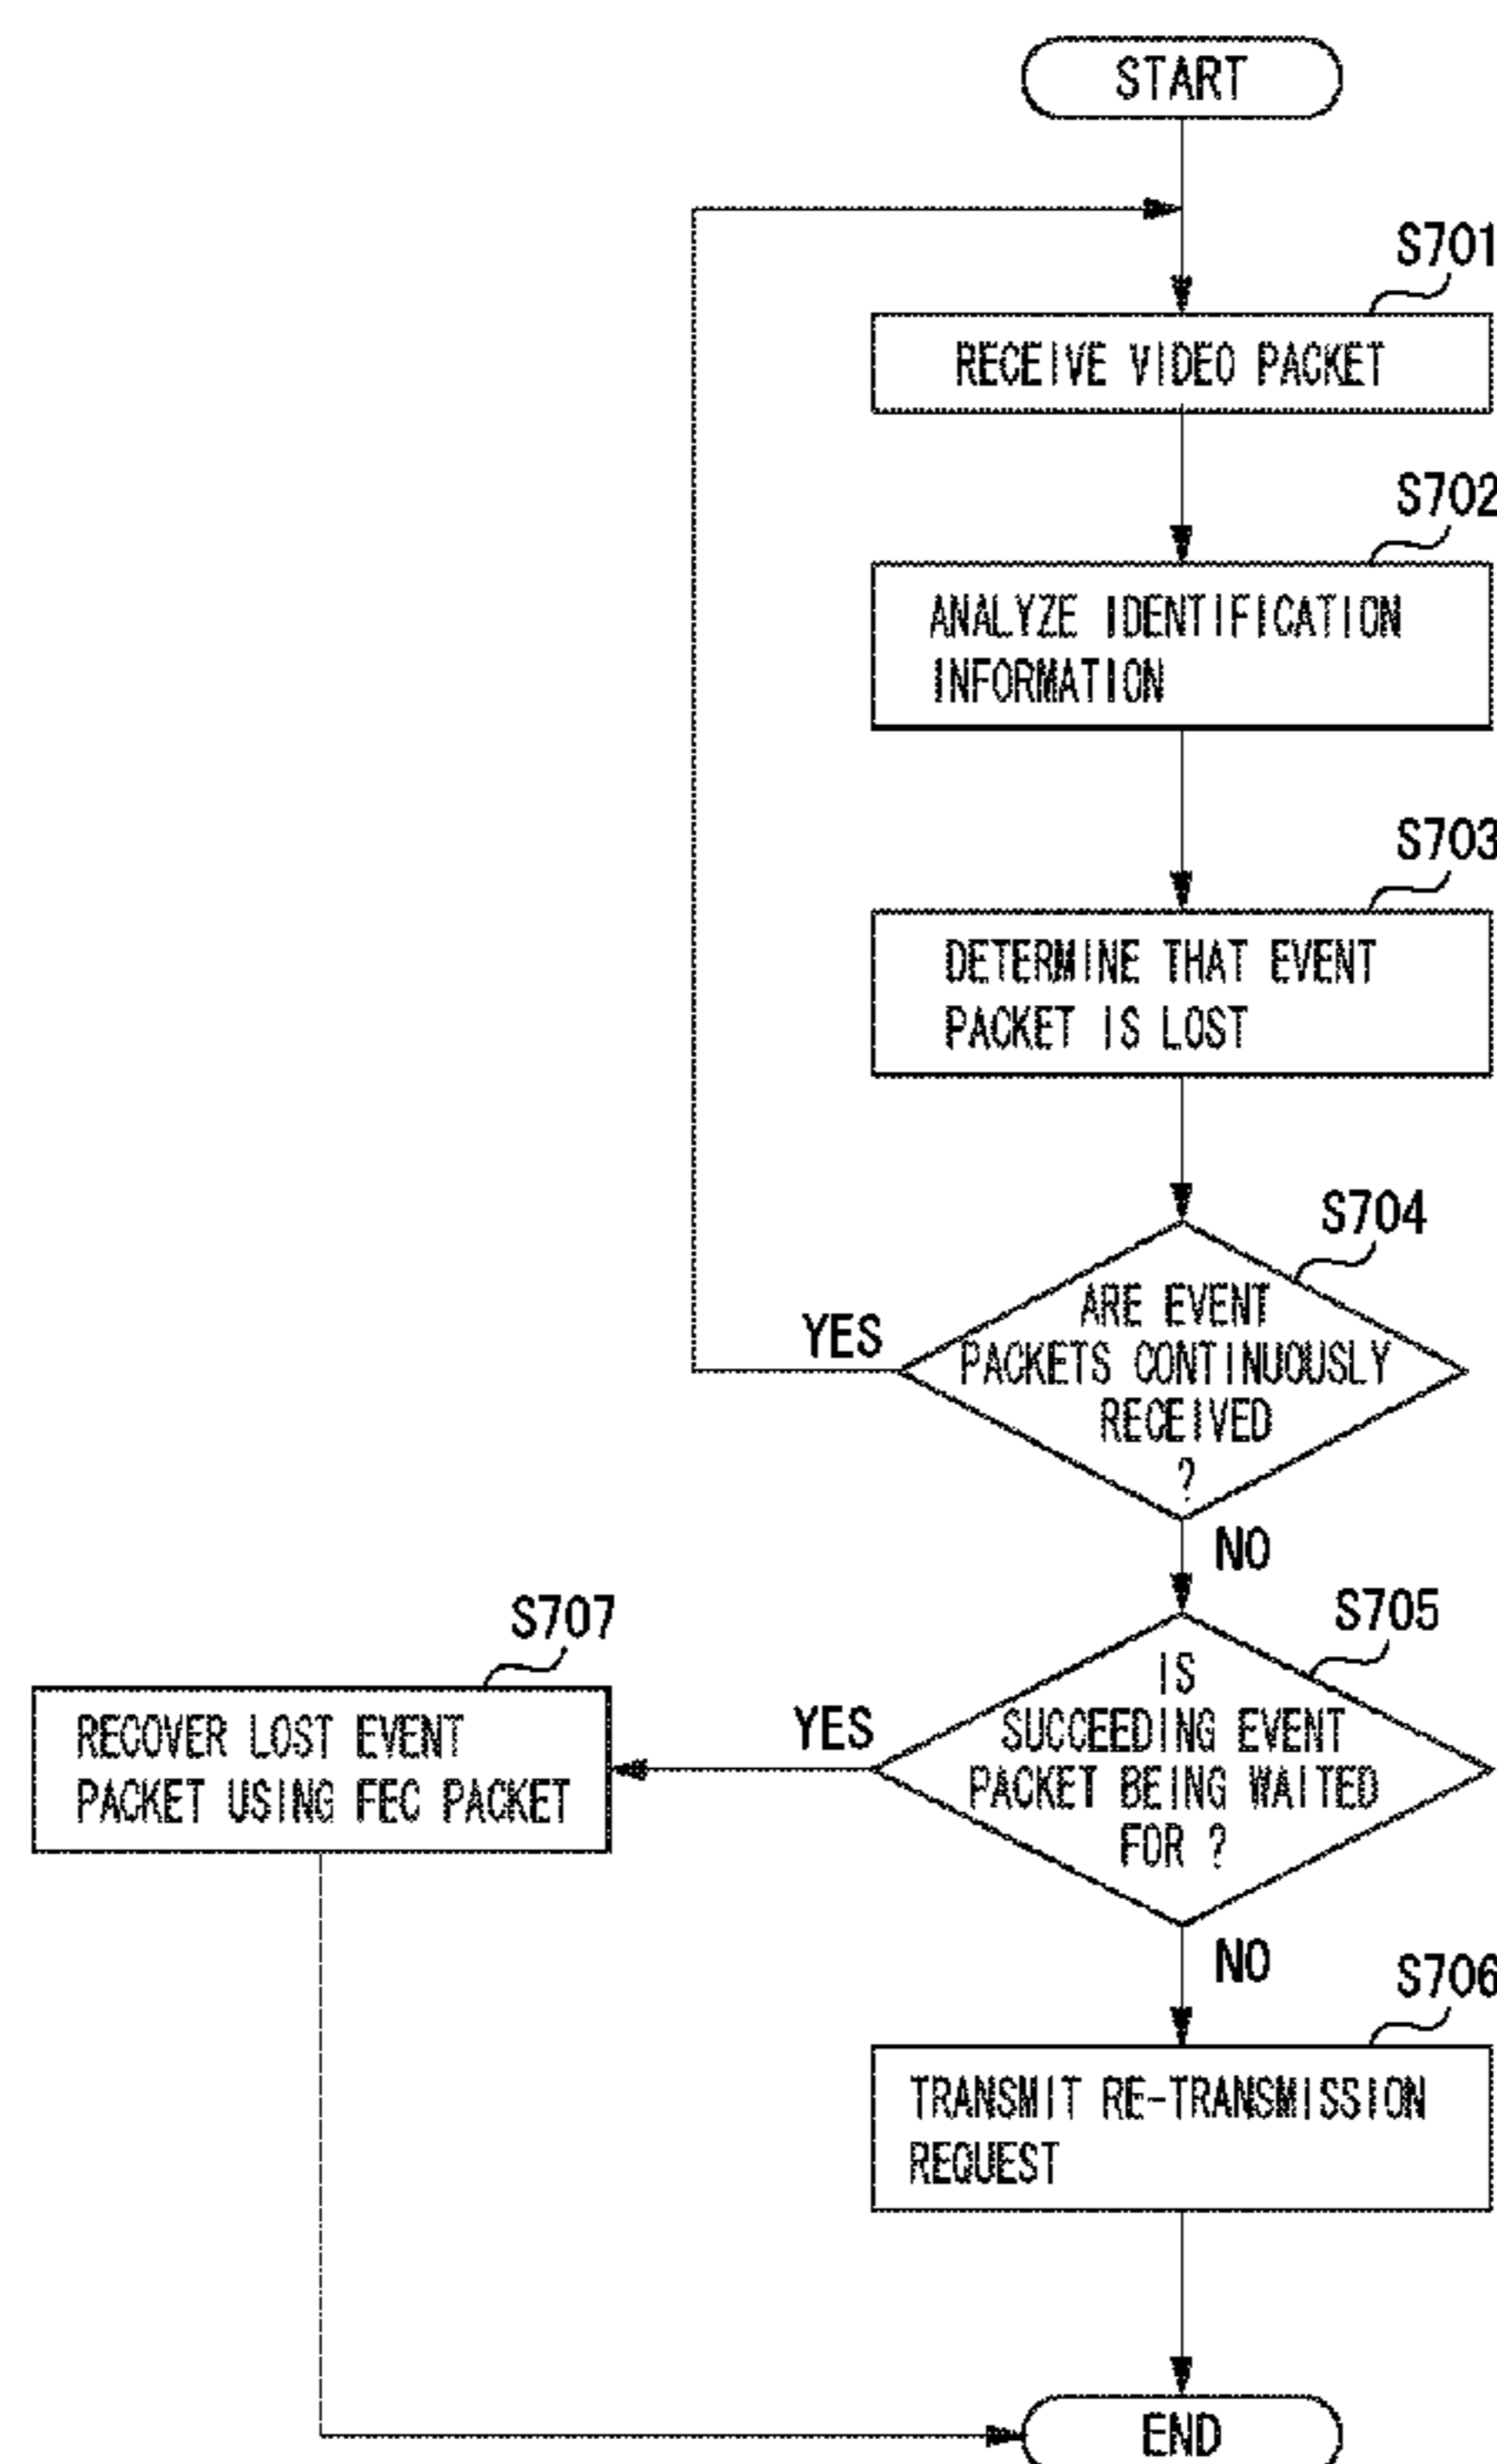 START
S701
RECEIVE VIDEO PACKET
S702
ANALYZE IDENTIFICATION
INFORMATION
S703
DETERMINE THAT EVENT
PACKET IS LOST
S704
ARE EVENT
PACKETS CONTINUOUSLY
RECEIVED
?
YES
NO
S705
IS
SUCCEEDING EVENT
PACKET BEING WAITED
FOR ?
YES
S707
RECOVER LOST EVENT
PACKET USING FEC PACKET
NO
S706
TRANSMIT RE-TRANSMISSION
REQUEST
END